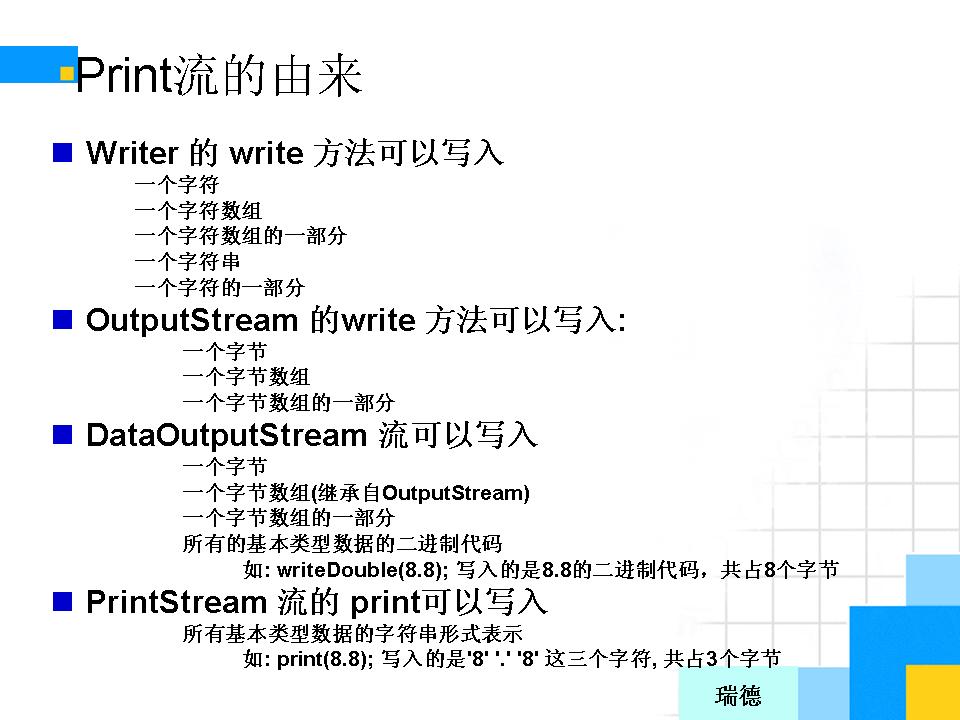 Print流的由来
Writer 的 write 方法可以写入
一个字符
一个字符数组
一个字符数组的一部分
一个字符串
一个字符的一部分
OutputStream 的write 方法可以写入:
一个字节
一个字节数组
一个字节数组的一部分
DataOutputStream 流可以写入
一个字节
一个字节数组(继承自OutputStream)
一个字节数组的一部分
所有的基本类型数据的二进制代码
如: writeDouble(8.8); 写入的是8.8的二进制代码，共占8个字节
PrintStream 流的 print可以写入
所有基本类型数据的字符串形式表示
如: print(8.8); 写入的是'8' '.' '8' 这三个字符, 共占3个字节
瑞德